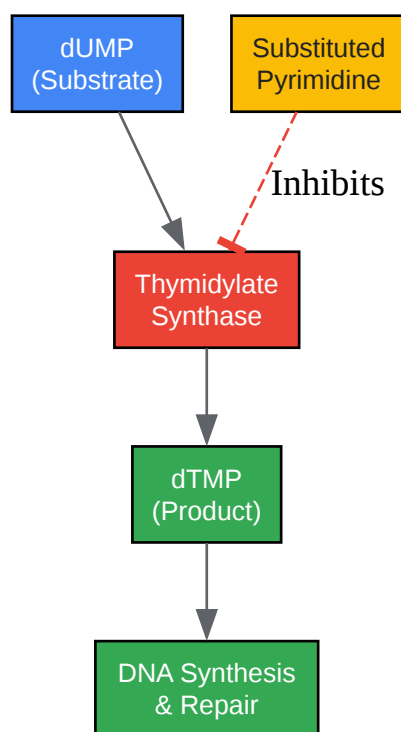 dUMP
(Substrate)
Substituted
Pyrimidine
Inhibits
Thymidylate
Synthase
dTMP
(Product)
DNA Synthesis
& Repair